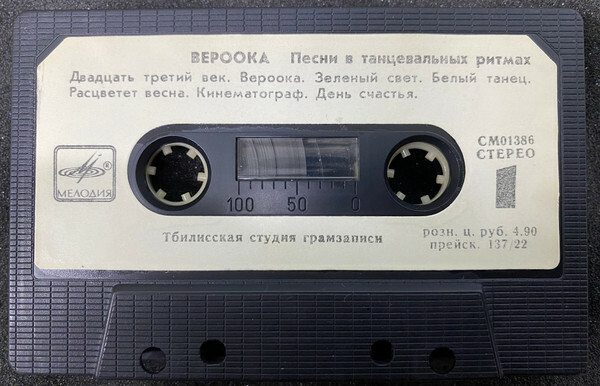 ВЕРООКА Песни в танцевальных ритмах
Двадцать третий век. Вероока. Зеленый свет. Белый танец.
Расцветет весна. Кинематограф. День счастья.
СМ01386
СТЕРЕО
МЕЛОДИЯ
1
100 50 0
Тбилисская студия грамзаписи
розн. ц. руб. 4.90
прейск. 137/22